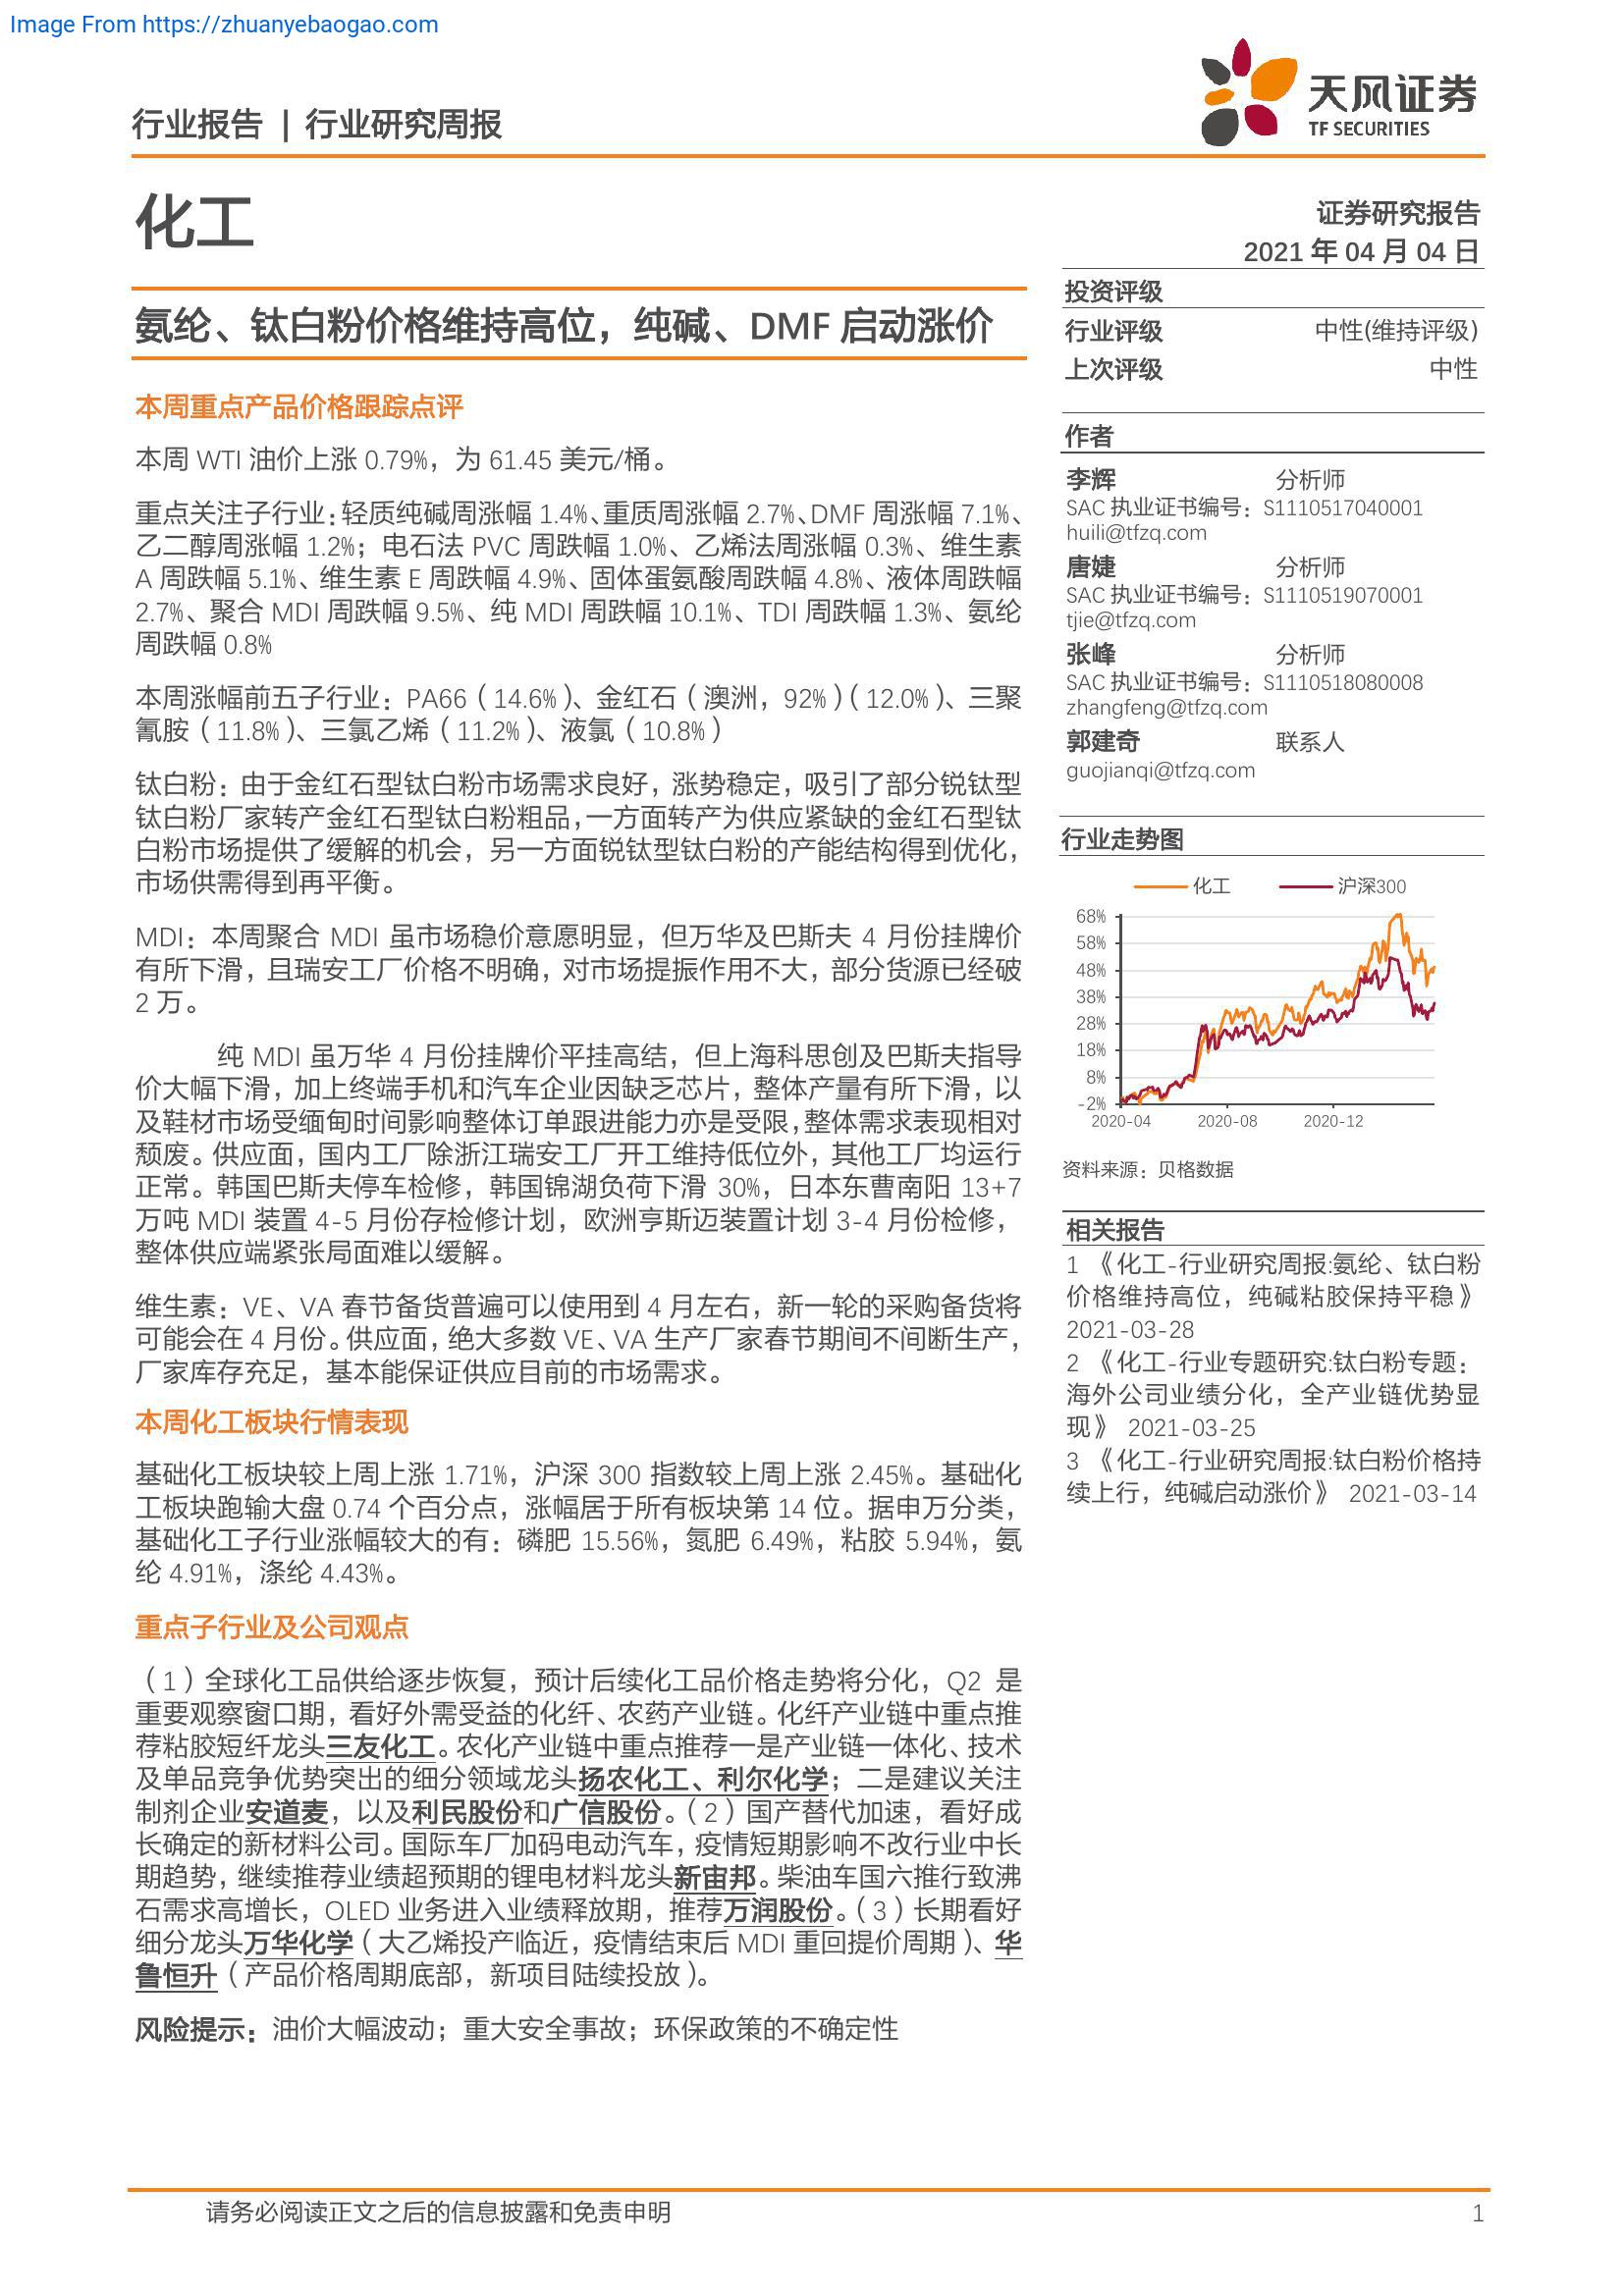 Image From https://zhuanyebaogao.com
行业报告 | 行业研究周报
天风证券
TF SECURITIES
化工
证券研究报告
2021 年 04 月 04 日
氨纶、钛白粉价格维持高位，纯碱、DMF 启动涨价
本周重点产品价格跟踪点评
本周 WTI 油价上涨 0.79%，为 61.45 美元/桶。
重点关注子行业：轻质纯碱周涨幅 1.4%、重质周涨幅 2.7%、DMF 周涨幅 7.1%、
乙二醇周涨幅 1.2%；电石法 PVC 周跌幅 1.0%、乙烯法周涨幅 0.3%、维生素
A 周跌幅 5.1%、维生素 E 周跌幅 4.9%、固体蛋氨酸周跌幅 4.8%、液体周跌幅
2.7%、聚合 MDI 周跌幅 9.5%、纯 MDI 周跌幅 10.1%、TDI 周跌幅 1.3%、氨纶
周跌幅 0.8%
本周涨幅前五子行业：PA66（14.6%）、金红石（澳洲，92%）（12.0%）、三聚
氰胺（11.8%）、三氯乙烯（11.2%）、液氯（10.8%）
钛白粉：由于金红石型钛白粉市场需求良好，涨势稳定，吸引了部分锐钛型
钛白粉厂家转产金红石型钛白粉粗品，一方面转产为供应紧缺的金红石型钛
白粉市场提供了缓解的机会，另一方面锐钛型钛白粉的产能结构得到优化，
市场供需得到再平衡。
MDI：本周聚合 MDI 虽市场稳价意愿明显，但万华及巴斯夫 4 月份挂牌价
有所下滑，且瑞安工厂价格不明确，对市场提振作用不大，部分货源已经破
2 万。
纯 MDI 虽万华 4 月份挂牌价平挂高结，但上海科思创及巴斯夫指导
价大幅下滑，加上终端手机和汽车企业因缺乏芯片，整体产量有所下滑，以
及鞋材市场受缅甸时间影响整体订单跟进能力亦是受限，整体需求表现相对
颓废。供应面，国内工厂除浙江瑞安工厂开工维持低位外，其他工厂均运行
正常。韩国巴斯夫停车检修，韩国锦湖负荷下滑 30%，日本东曹南阳 13+7
万吨 MDI 装置 4-5 月份存检修计划，欧洲亨斯迈装置计划 3-4 月份检修，
整体供应端紧张局面难以缓解。
维生素：VE、VA 春节备货普遍可以使用到 4 月左右，新一轮的采购备货将
可能会在 4 月份。供应面，绝大多数 VE、VA 生产厂家春节期间不间断生产，
厂家库存充足，基本能保证供应目前的市场需求。
本周化工板块行情表现
基础化工板块较上周上涨 1.71%，沪深 300 指数较上周上涨 2.45%。基础化
工板块跑输大盘 0.74 个百分点，涨幅居于所有板块第 14 位。据申万分类，
基础化工子行业涨幅较大的有：磷肥 15.56%，氮肥 6.49%，粘胶 5.94%，氨
纶 4.91%，涤纶 4.43%。
重点子行业及公司观点
（1）全球化工品供给逐步恢复，预计后续化工品价格走势将分化，Q2 是
重要观察窗口期，看好外需受益的化纤、农药产业链。化纤产业链中重点推
荐粘胶短纤龙头三友化工。农化产业链中重点推荐一是产业链一体化、技术
及单品竞争优势突出的细分领域龙头扬农化工、利尔化学；二是建议关注
制剂企业安道麦，以及利民股份和广信股份。（2）国产替代加速，看好成
长确定的新材料公司。国际车厂加码电动汽车，疫情短期影响不改行业中长
期趋势，继续推荐业绩超预期的锂电材料龙头新宙邦。柴油车国六推行致沸
石需求高增长，OLED 业务进入业绩释放期，推荐万润股份。（3）长期看好
细分龙头万华化学（大乙烯投产临近，疫情结束后 MDI 重回提价周期）、华
鲁恒升（产品价格周期底部，新项目陆续投放）。
风险提示：油价大幅波动；重大安全事故；环保政策的不确定性
投资评级
行业评级 中性(维持评级)
上次评级 中性
作者
李辉 分析师
SAC 执业证书编号：S1110517040001
huili@tfzq.com
唐婕 分析师
SAC 执业证书编号：S1110519070001
tjie@tfzq.com
张峰 分析师
SAC 执业证书编号：S1110518080008
zhangfeng@tfzq.com
郭建奇 联系人
guojianqi@tfzq.com
行业走势图
化工 沪深300
68%
58%
48%
38%
28%
18%
8%
-2%
2020-04 2020-08 2020-12
资料来源：贝格数据
相关报告
1 《化工-行业研究周报:氨纶、钛白粉
价格维持高位，纯碱粘胶保持平稳》
2021-03-28
2 《化工-行业专题研究:钛白粉专题：
海外公司业绩分化，全产业链优势显
现》 2021-03-25
3 《化工-行业研究周报:钛白粉价格持
续上行，纯碱启动涨价》 2021-03-14
请务必阅读正文之后的信息披露和免责申明 1